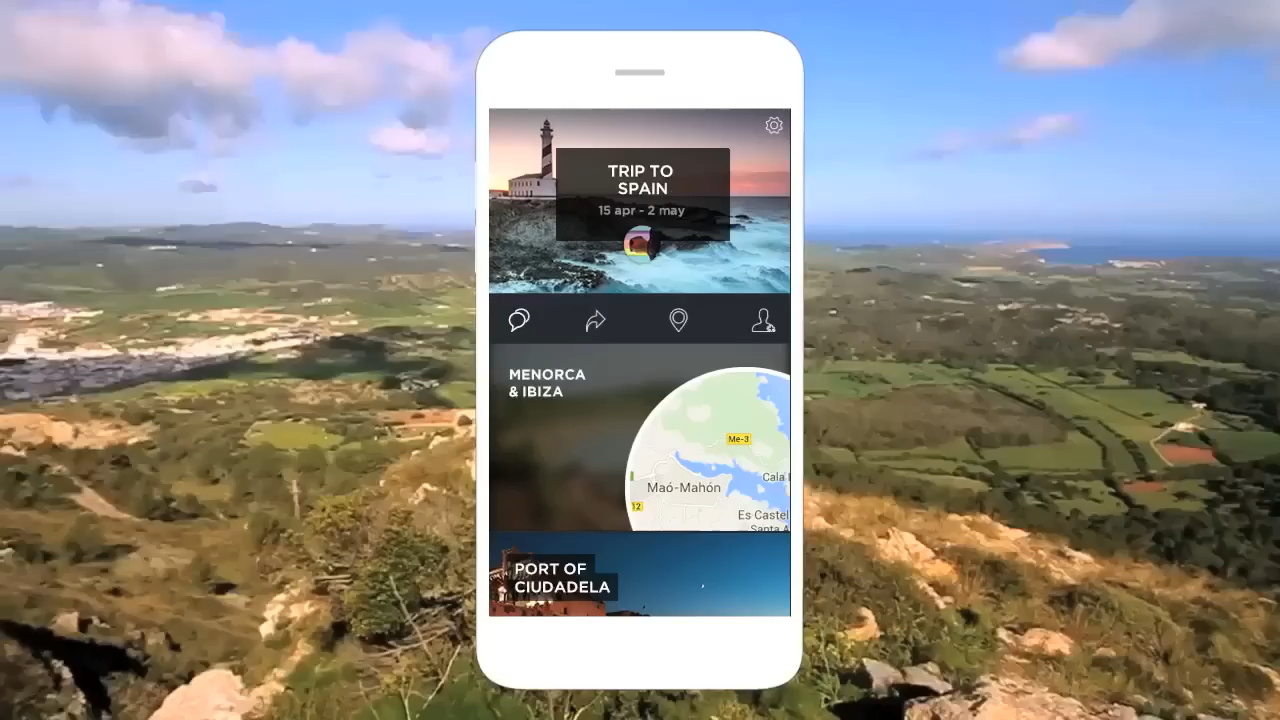 TRIP TO
SPAIN
15 apr - 2 may
MENORCA
& IBIZA
Me-3
Maó-Mahón
12
Es Castel
PORT OF
CIUDADELA